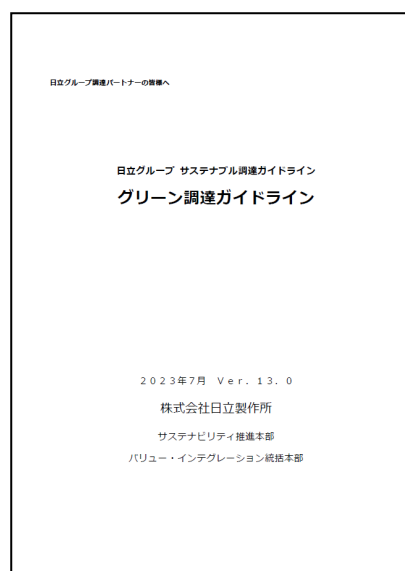 日立グループ調達パートナーの皆様へ
日立グループ サステナブル調達ガイドライン
グリーン調達ガイドライン
2023年7月 Ver.13.0
株式会社日立製作所
サステナビリティ推進本部
バリュー・インテグレーション統括本部